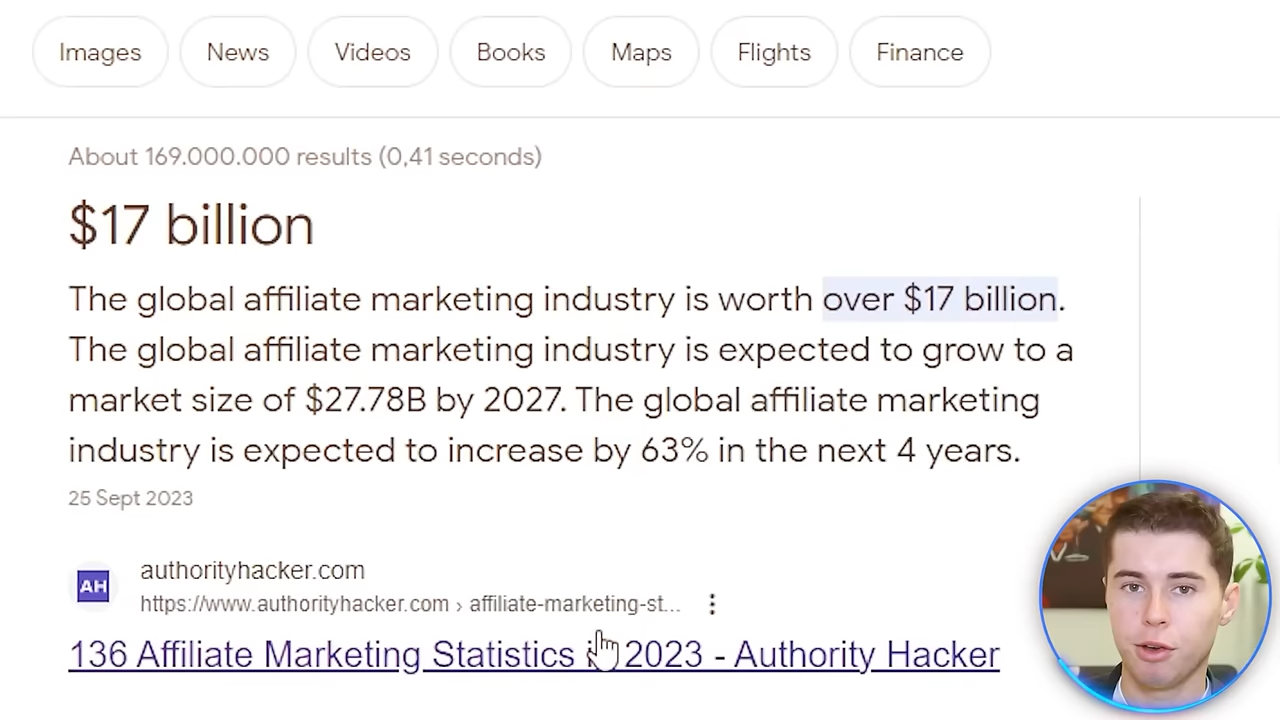 Images News Videos Books Maps Flights Finance
About 169.000.000 results (0,41 seconds)
$17 billion
The global affiliate marketing industry is worth over $17 billion.
The global affiliate marketing industry is expected to grow to a
market size of $27.78B by 2027. The global affiliate marketing
industry is expected to increase by 63% in the next 4 years.
25 Sept 2023
AH
authorityhacker.com
https://www.authorityhacker.com › affiliate-marketing-st...
136 Affiliate Marketing Statistics 2023 - Authority Hacker